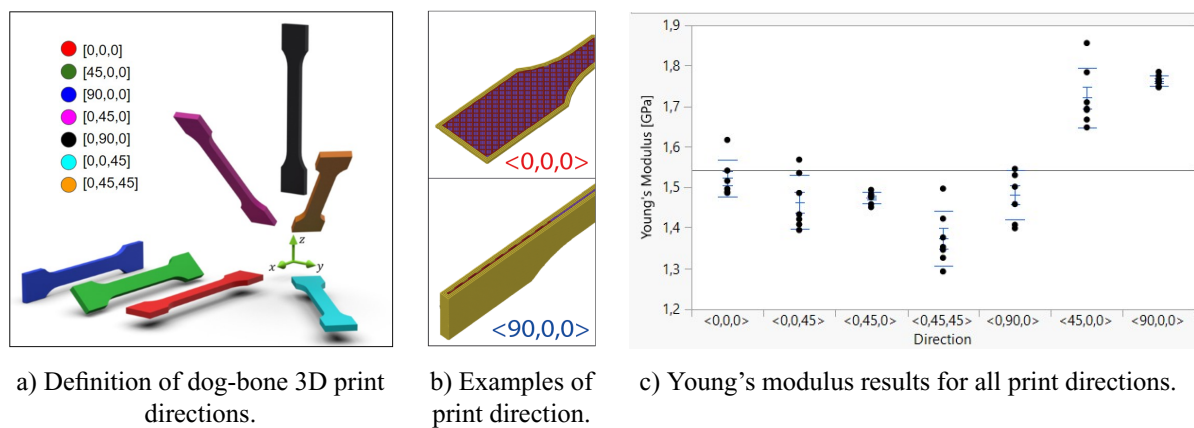 [0,0,0]
[45,0,0]
[90,0,0]
[0,45,0]
[0,90,0]
[0,0,45]
[0,45,45]
z
x
y
a) Definition of dog-bone 3D print
directions.
<0,0,0>
<90,0,0>
b) Examples of
print direction.
Young's Modulus [GPa]
1,9
1,8
1,7
1,6
1,5
1,4
1,3
1,2
<0,0,0> <0,0,45> <0,45,0> <0,45,45> <0,90,0> <45,0,0> <90,0,0>
Direction
c) Young’s modulus results for all print directions.